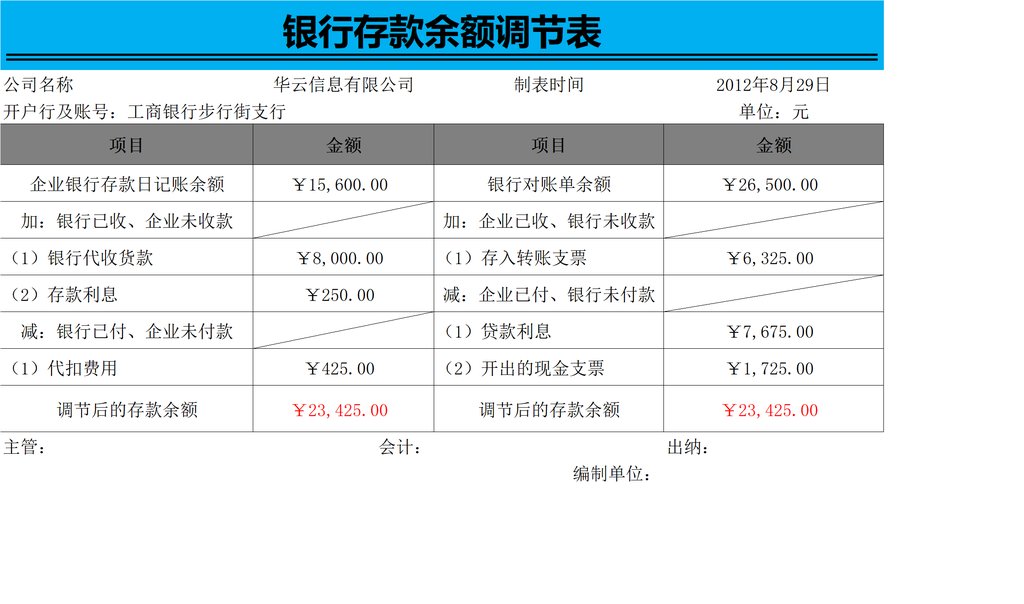 银行存款余额调节表
公司名称 华云信息有限公司 制表时间 2012年8月29日
开户行及账号：工商银行步行街支行 单位：元
项目 金额 项目 金额
企业银行存款日记账余额 ￥15,600.00 银行对账单余额 ￥26,500.00
加：银行已收、企业未收款 加：企业已收、银行未收款
（1）银行代收货款 ￥8,000.00 （1）存入转账支票 ￥6,325.00
（2）存款利息 ￥250.00 减：企业已付、银行未付款
减：银行已付、企业未付款 （1）贷款利息 ￥7,675.00
（1）代扣费用 ￥425.00 （2）开出的现金支票 ￥1,725.00
调节后的存款余额 ￥23,425.00 调节后的存款余额 ￥23,425.00
主管： 会计： 出纳：
编制单位：